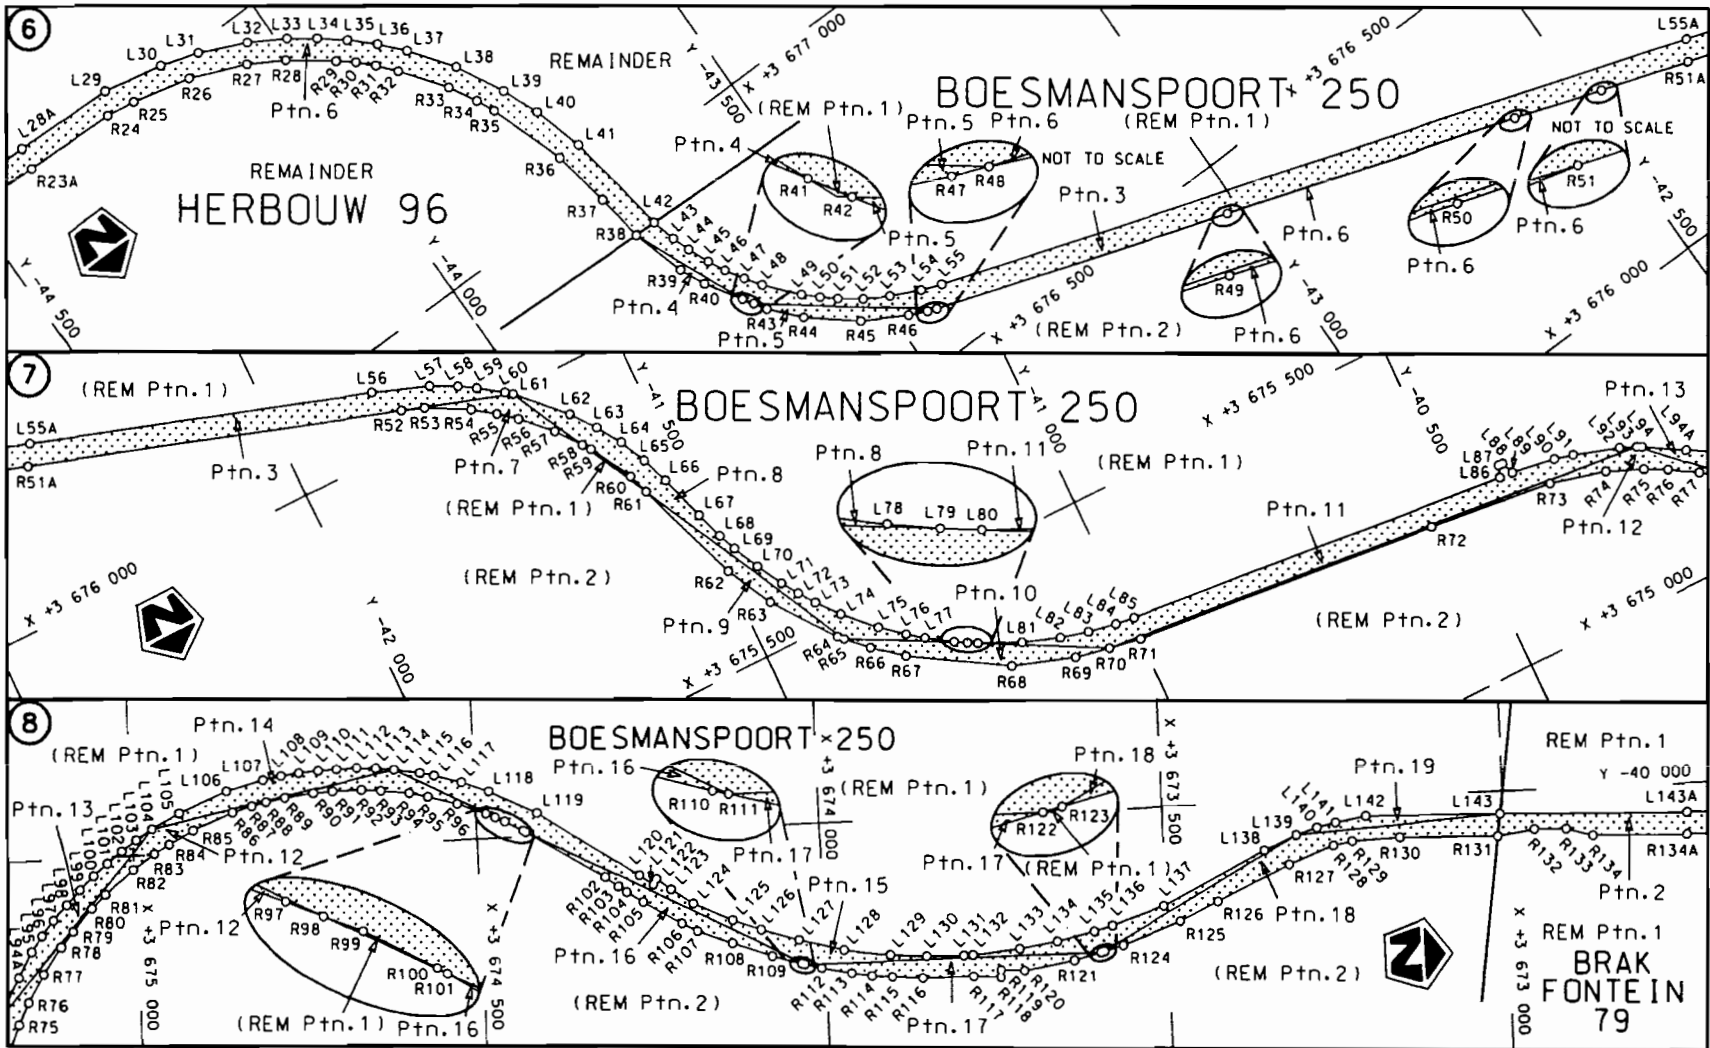 6
L28A
L29
L30
L31
L32
L33
L34
L35
L36
L37
L38
L39
L40
L41
L42
L43
L44
L45
L46
L47
L48
L49
L50
L51
L52
L53
L54
L55
L55A
R23A
R24
R25
R26
R27
R28
R29
R30
R31
R32
R33
R34
R35
R36
R37
R38
R39
R40
R43
R44
R45
R46
R51A
Ptn.6
REMAINDER
REMAINDER
HERBOUW 96
BOESMANSPOORT 250
Y -43 500
X +3 677 000
X +3 676 500
(REM Ptn.1)
Ptn.4
R41
R42
Ptn.5
Ptn.5
Ptn.6
R47
R48
NOT TO SCALE
(REM Ptn.1)
Ptn.3
NOT TO SCALE
R51
R50
Ptn.6
Ptn.6
Ptn.6
R49
Ptn.6
Ptn.4
Ptn.5
(REM Ptn.2)
Y -44 500
Y -44 000
X +3 676 500
Y -43 000
X +3 676 000
Y -42 500
7
(REM Ptn.1)
L55A
L56
L57
L58
L59
L60
L61
L62
L63
L64
L65
L66
L67
L68
L69
L70
L71
L72
L73
L74
L75
L76
L77
L81
L82
L83
L84
L85
L86
L87
L88
L89
L90
L91
L92
L93
L94
L94A
R51A
R52
R53
R54
R55
R56
R57
R58
R59
R60
R61
R62
R63
R64
R65
R66
R67
R68
R69
R70
R71
R72
R73
R74
R75
R76
R77
Y -41 500
BOESMANSPOORT 250
Y -41 000
X +3 675 500
Y -40 500
Ptn.13
Ptn.3
Ptn.7
(REM Ptn.1)
Ptn.8
Ptn.8
L78
L79
L80
Ptn.11
(REM Ptn.1)
Ptn.11
Ptn.12
X +3 676 000
Y -42 000
(REM Ptn.2)
Ptn.9
X +3 675 500
Ptn.10
(REM Ptn.2)
X +3 675 000
8
(REM Ptn.1)
Ptn.14
BOESMANSPOORT 250
L94A
L95
L96
L97
L98
L99
L100
L102
L103
L104
L105
L106
L107
L108
L109
L110
L111
L112
L113
L114
L115
L116
L117
L118
L119
L120
L121
L122
L123
L124
L125
L126
L127
L128
L129
L130
L131
L132
L133
L134
L135
L136
L137
L138
L139
L140
L141
L142
L143
L143A
R75
R76
R77
R78
R79
R80
R81
R82
R83
R84
R85
R86
R87
R88
R89
R90
R91
R92
R93
R94
R95
R96
R102
R103
R104
R105
R106
R107
R108
R109
R112
R113
R114
R115
R116
R117
R118
R119
R120
R121
R124
R125
R126
R127
R128
R129
R130
R131
R132
R133
R134
R134A
Ptn.13
Ptn.12
Ptn.12
R97
R98
R99
R100
R101
(REM Ptn.1)
Ptn.16
X +3 675 000
X +3 674 500
Ptn.16
R110
R111
Ptn.17
X +3 674 000
(REM Ptn.1)
Ptn.15
Ptn.16
(REM Ptn.2)
Ptn.17
Ptn.18
R122
R123
Ptn.17
(REM Ptn.1)
X +3 673 500
Ptn.19
Ptn.18
(REM Ptn.2)
REM Ptn.1
Y -40 000
Ptn.2
X +3 673 000
REM Ptn.1
BRAK
FONTEIN
79